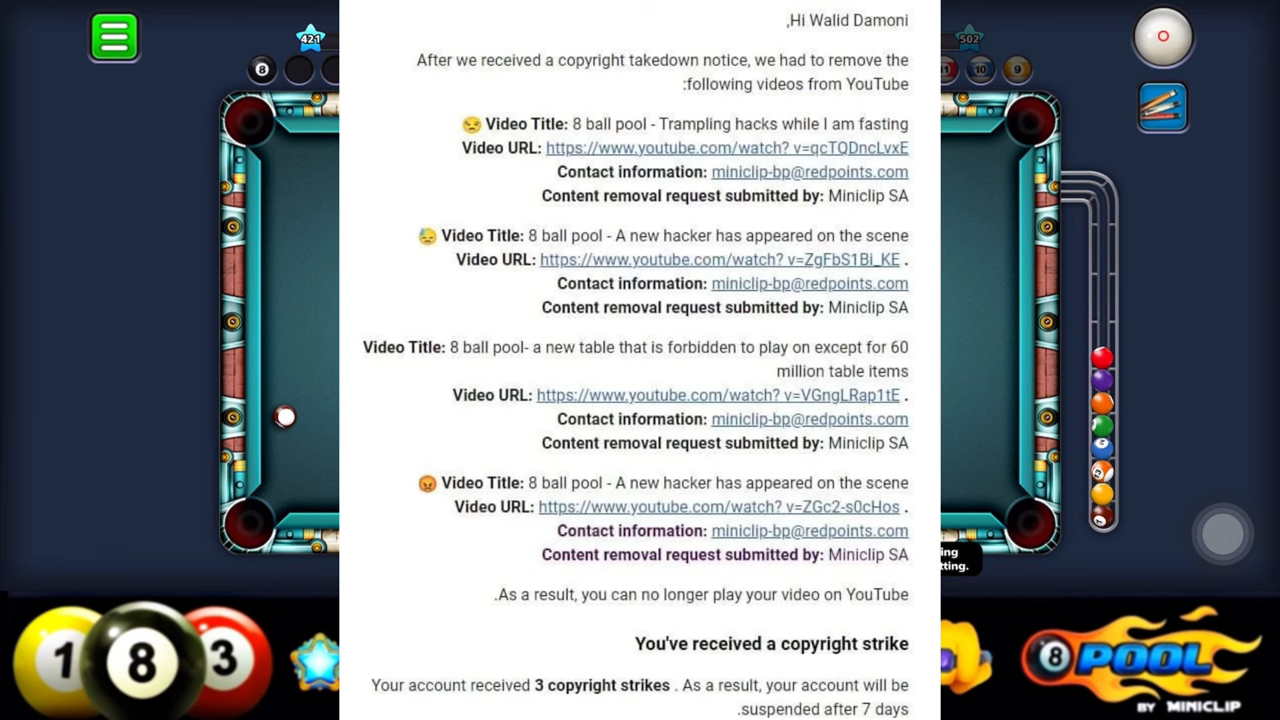 421
502
8
11
10
9
,Hi Walid Damoni
After we received a copyright takedown notice, we had to remove the
:following videos from YouTube
😒 Video Title: 8 ball pool - Trampling hacks while I am fasting
Video URL: https://www.youtube.com/watch? v=qcTQDncLvxE
Contact information: miniclip-bp@redpoints.com
Content removal request submitted by: Miniclip SA
😓 Video Title: 8 ball pool - A new hacker has appeared on the scene
Video URL: https://www.youtube.com/watch? v=ZgFbS1Bi_KE .
Contact information: miniclip-bp@redpoints.com
Content removal request submitted by: Miniclip SA
Video Title: 8 ball pool- a new table that is forbidden to play on except for 60
million table items
Video URL: https://www.youtube.com/watch? v=VGngLRap1tE .
Contact information: miniclip-bp@redpoints.com
Content removal request submitted by: Miniclip SA
😡 Video Title: 8 ball pool - A new hacker has appeared on the scene
Video URL: https://www.youtube.com/watch? v=ZGc2-s0cHos .
Contact information: miniclip-bp@redpoints.com
Content removal request submitted by: Miniclip SA
.As a result, you can no longer play your video on YouTube
You've received a copyright strike
Your account received 3 copyright strikes . As a result, your account will be
.suspended after 7 days
ing
tting.
1
8
3
8 POOL
BY MINICLIP